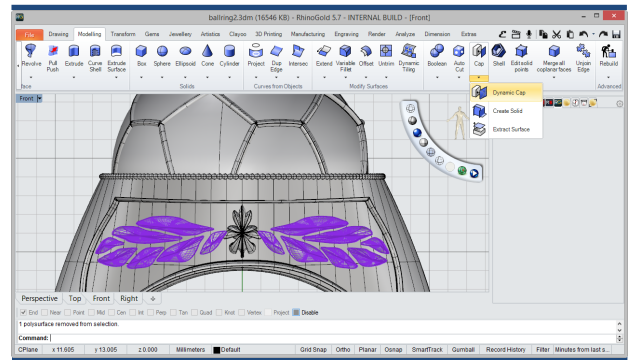 ballring2.3dm (16546 KB) - RhinoGold 5.7 - INTERNAL BUILD - [Front]
File Drawing Modelling Transform Gems Jewellery Artistics Clayoo 3D Printing Manufacturing Engraving Render Analyze Dimension Extras
Revolve Pull Push Extrude Curve Shell Extrude Surface Box Sphere Ellipsoid Cone Cylinder Project Dup Edge Intersec Extend Variable Fillet Offset Untrim Dynamic Tiling Boolean Auto Cut Cap Shell Edit solid points Merge all coplanar faces Unjoin Edge Rebuild
face Solids Curves from Objects Modify Surfaces Advanced
Front
Dynamic Cap
Create Solid
Extract Surface
Perspective Top Front Right
End Near Point Mid Cen Int Perp Tan Quad Knot Vertex Project Disable
1 polysurface removed from selection.
Command:
CPlane x 11.605 y 13.005 z 0.000 Millimeters Default Grid Snap Ortho Planar Osnap SmartTrack Gumball Record History Filter Minutes from last s...